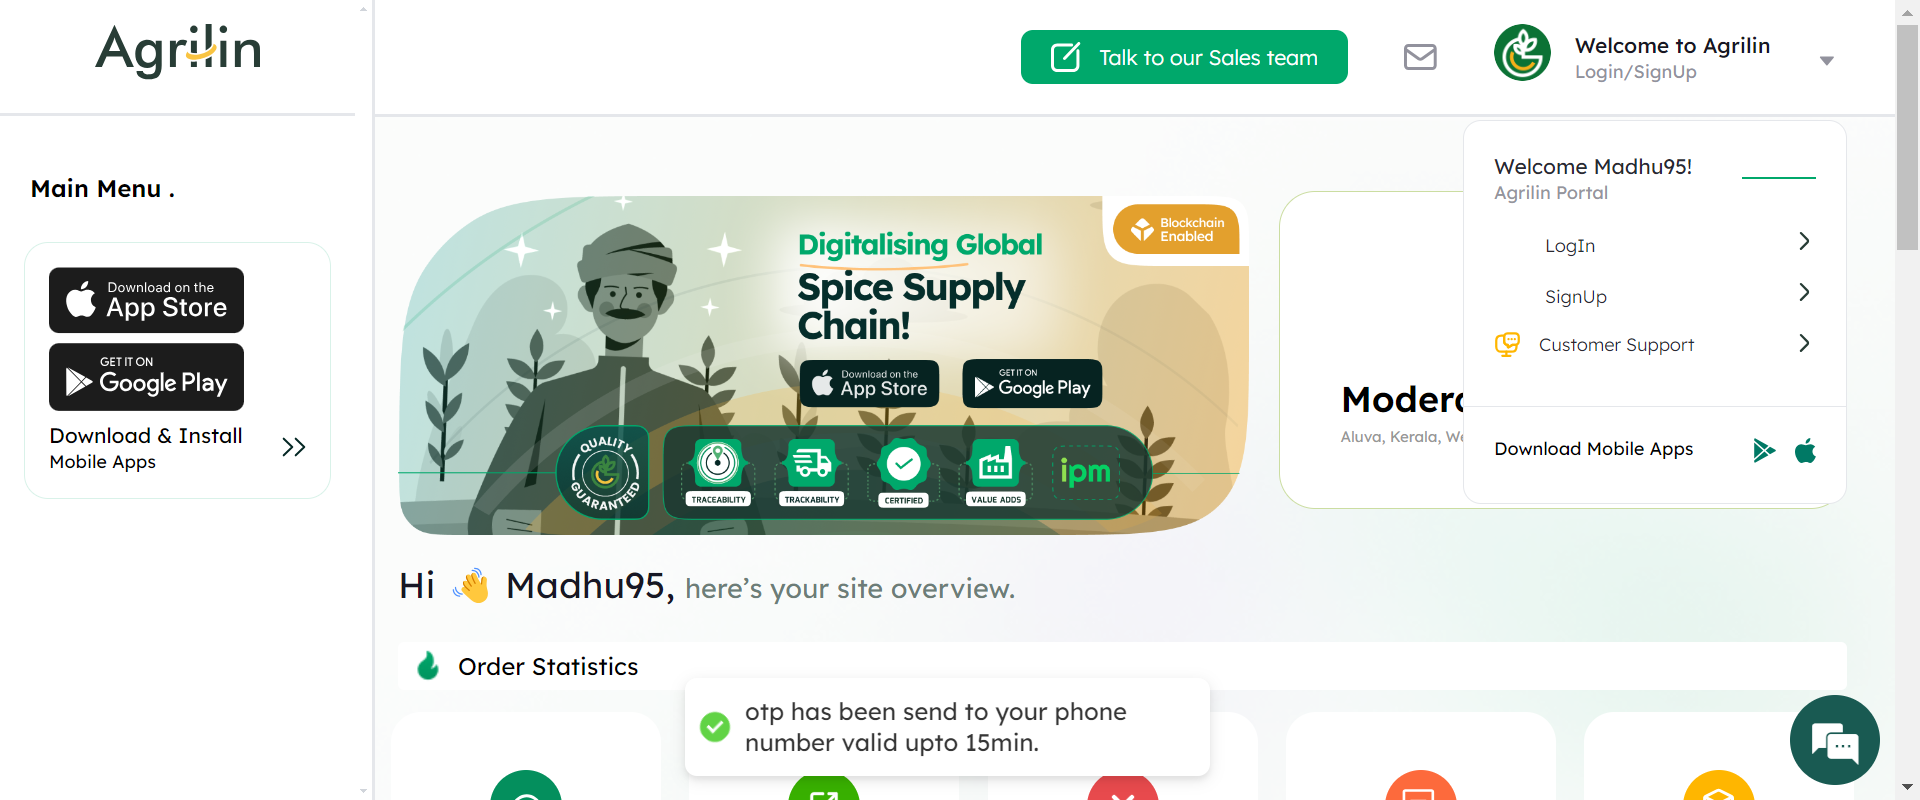 Agrilin
Main Menu .
Download on the
App Store
GET IT ON
Google Play
Download & Install
Mobile Apps
Talk to our Sales team
Welcome to Agrilin
Login/SignUp
Welcome Madhu95!
Agrilin Portal
LogIn
SignUp
Customer Support
Download Mobile Apps
Blockchain
Enabled
Digitalising Global
Spice Supply
Chain!
Download on the
App Store
GET IT ON
Google Play
QUALITY
GUARANTEED
TRACEABILITY
TRACKABILITY
CERTIFIED
VALUE ADDS
ipm
Aluva, Kerala, We
Hi 👋 Madhu95, here’s your site overview.
Order Statistics
otp has been send to your phone
number valid upto 15min.